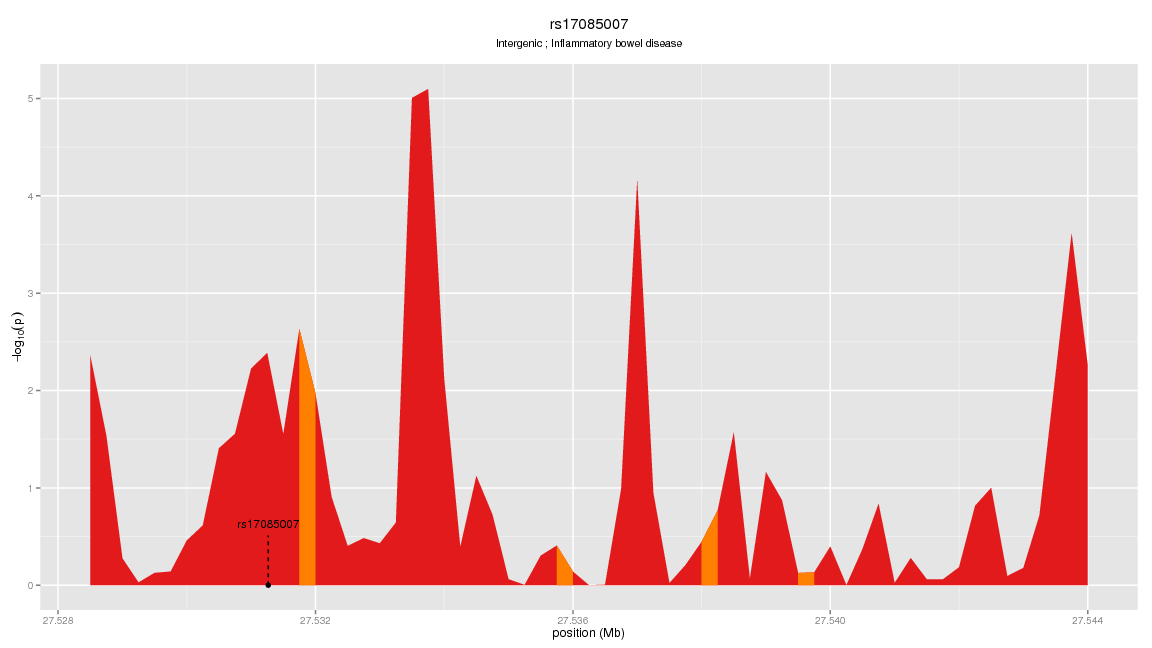 rs17085007
Intergenic ; Inflammatory bowel disease
5
4
3
2
1
0
−log10(p)
rs17085007
27.528
27.532
27.536
27.540
27.544
position (Mb)